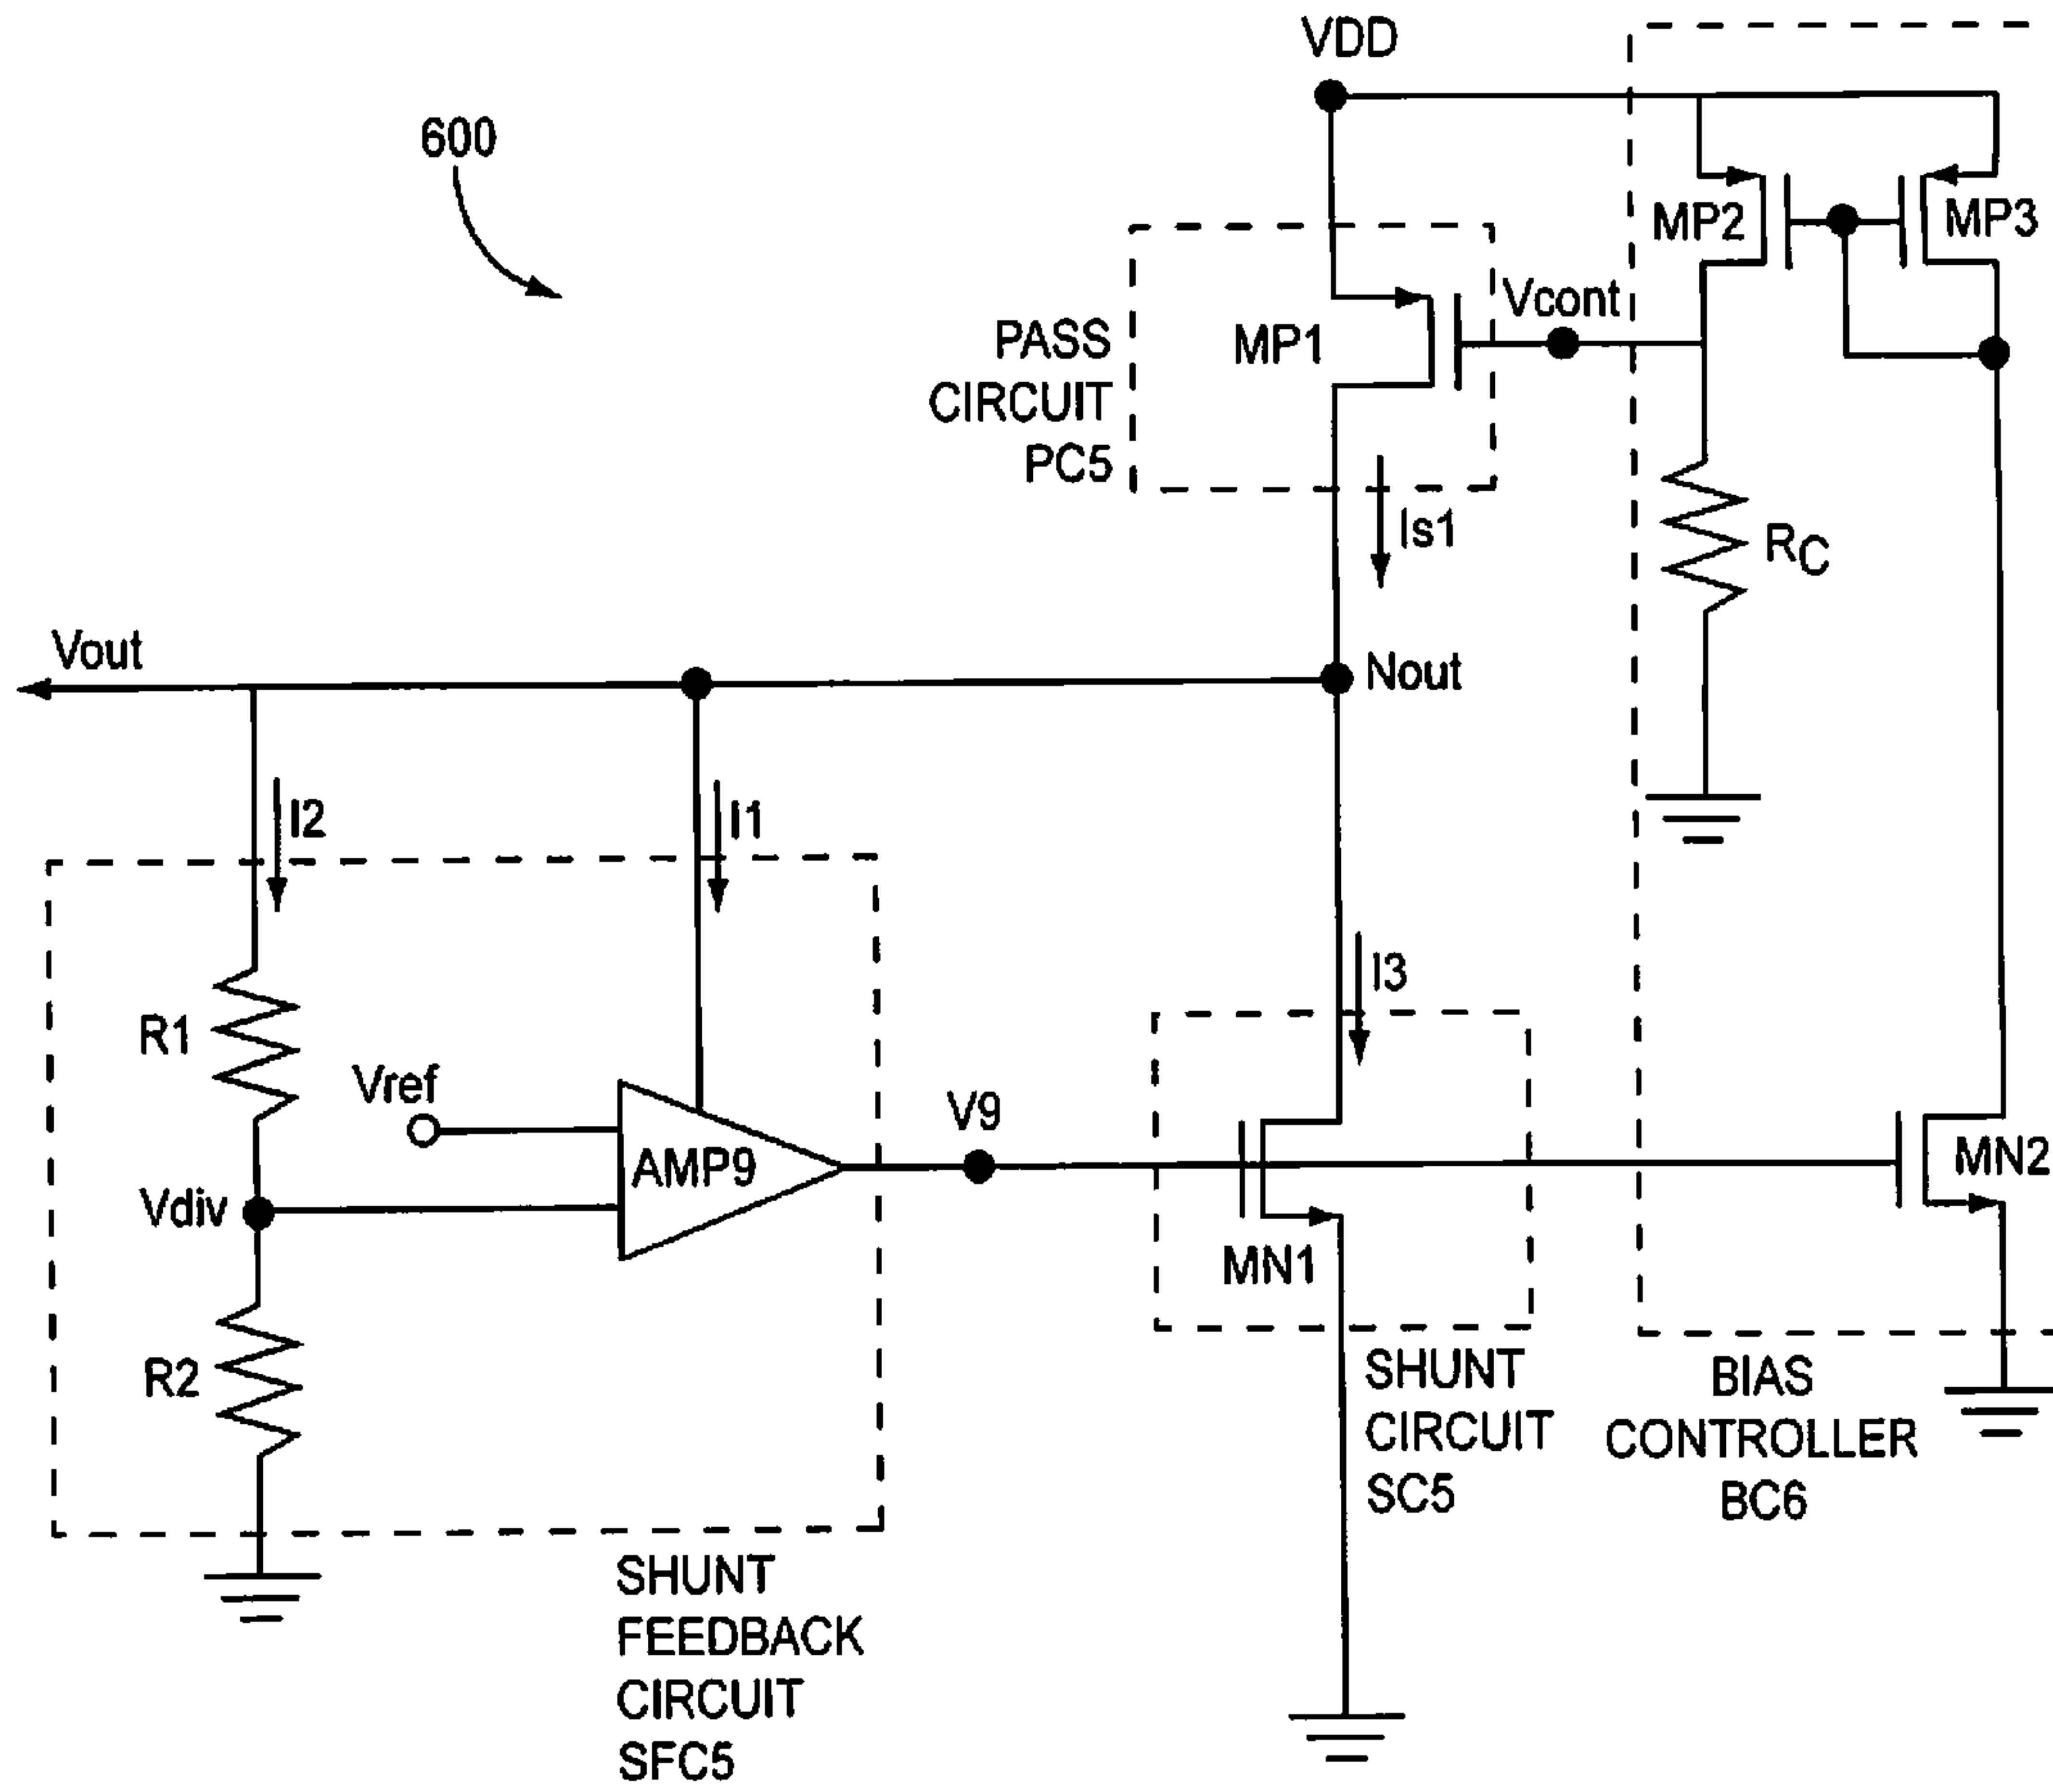 VDD
600
MP2
MP3
PASS
CIRCUIT
PC5
MP1
Vcont
Is1
RC
Vout
Nout
I2
I1
I3
R1
Vref
AMP9
V9
MN2
Vdiv
MN1
R2
SHUNT
CIRCUIT
SC5
BIAS
CONTROLLER
BC6
SHUNT
FEEDBACK
CIRCUIT
SFC5